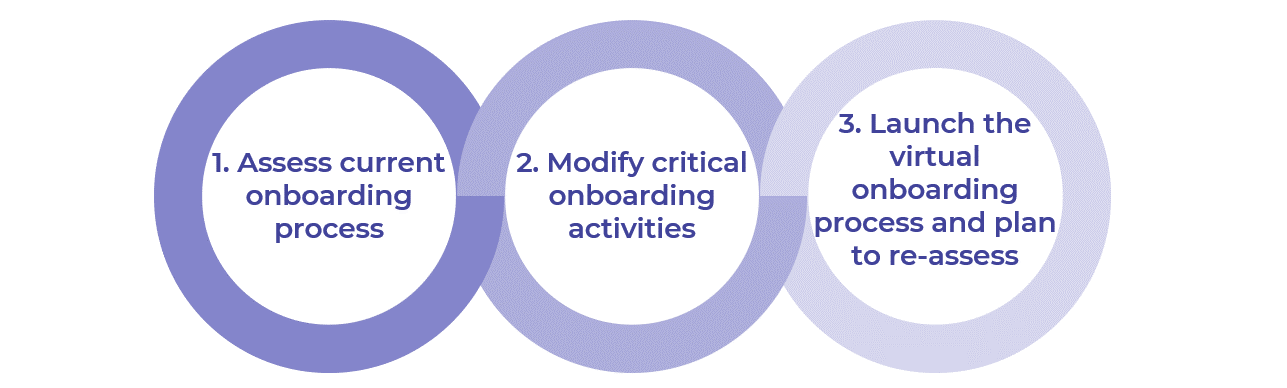 1. Assess current
onboarding
process
2. Modify critical
onboarding
activities
3. Launch the
virtual
onboarding
process and plan
to re-assess